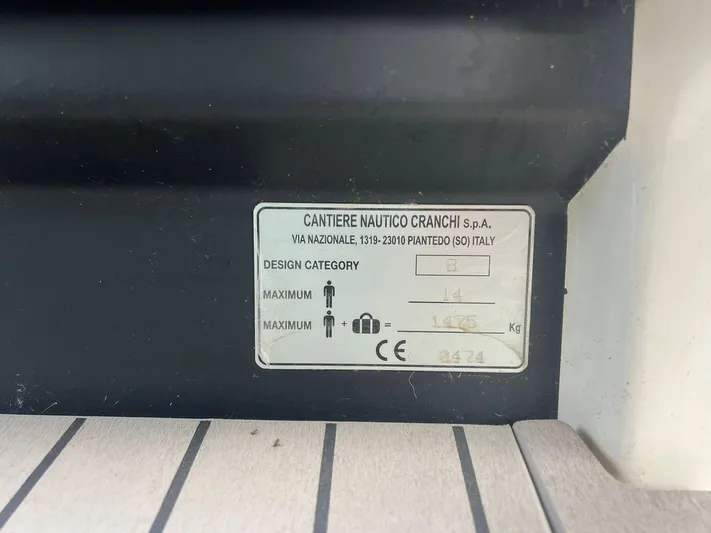 CANTIERE NAUTICO CRANCHI S.p.A.
VIA NAZIONALE, 1319- 23010 PIANTEDO (SO) ITALY
DESIGN CATEGORY B
MAXIMUM 14
MAXIMUM + = 1475 Kg
CE 0474